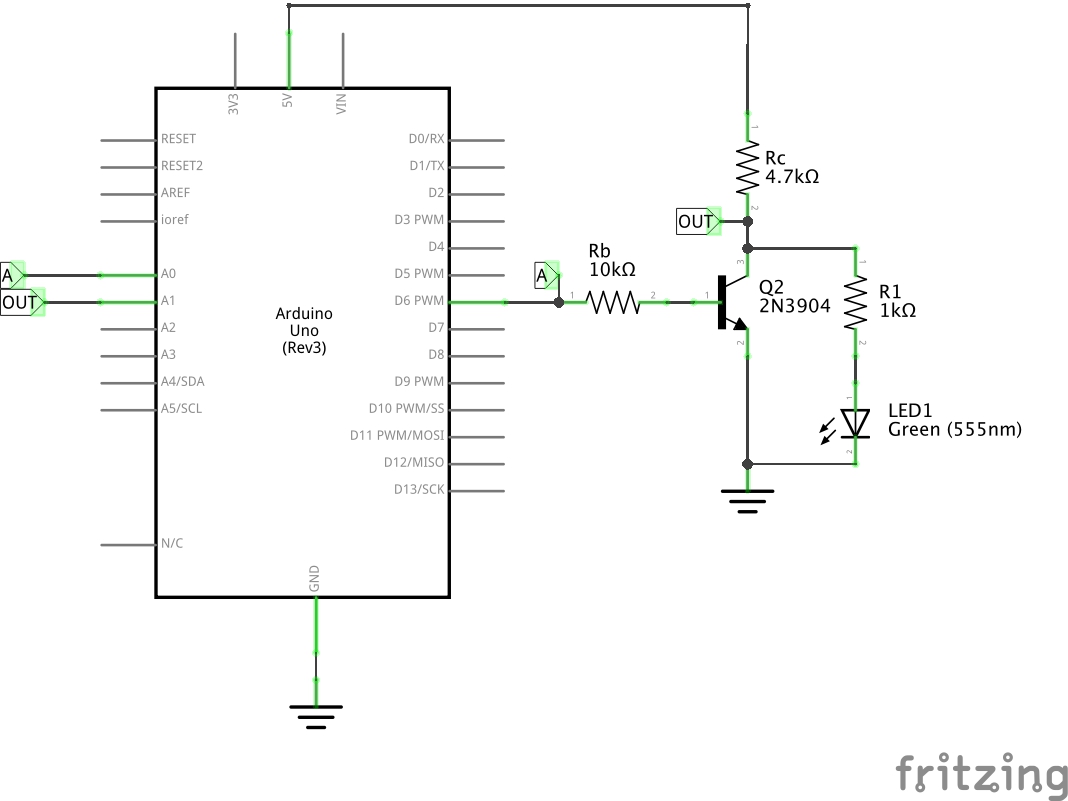 3V3
5V
VIN
RESET
RESET2
AREF
ioref
A0
A1
A2
A3
A4/SDA
A5/SCL
N/C
A
OUT
D0/RX
D1/TX
D2
D3 PWM
D4
D5 PWM
D6 PWM
D7
D8
D9 PWM
D10 PWM/SS
D11 PWM/MOSI
D12/MISO
D13/SCK
Arduino
Uno
(Rev3)
GND
A
Rb
10kΩ
1
2
1
Rc
4.7kΩ
1
2
OUT
Q2
2N3904
3
2
R1
1kΩ
1
2
LED1
Green (555nm)
1
2
fritzing